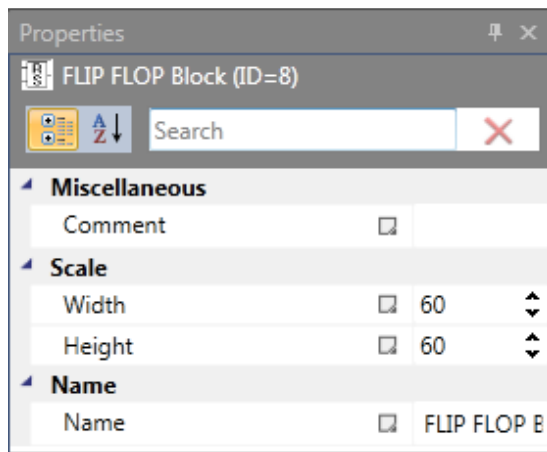 Properties
FLIP FLOP Block (ID=8)
Search
Miscellaneous
Comment
Scale
Width 60
Height 60
Name
Name FLIP FLOP B